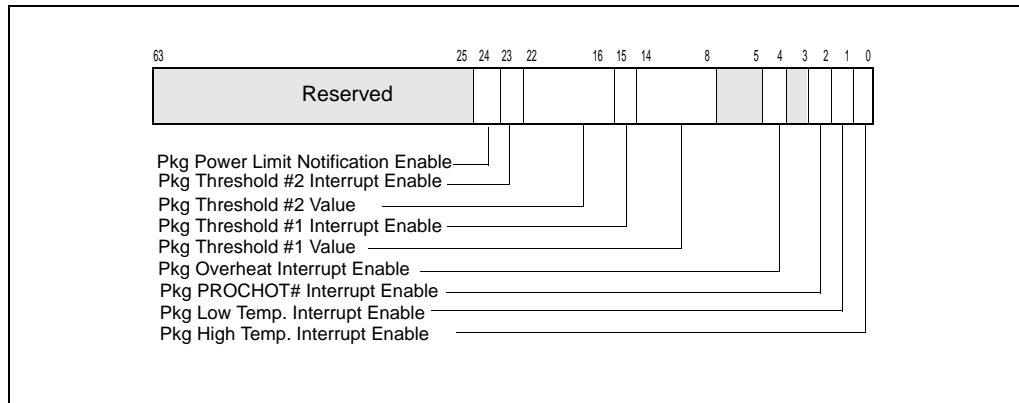 63 25 24 23 22 16 15 14 8 5 4 3 2 1 0
Reserved
Pkg Power Limit Notification Enable
Pkg Threshold #2 Interrupt Enable
Pkg Threshold #2 Value
Pkg Threshold #1 Interrupt Enable
Pkg Threshold #1 Value
Pkg Overheat Interrupt Enable
Pkg PROCHOT# Interrupt Enable
Pkg Low Temp. Interrupt Enable
Pkg High Temp. Interrupt Enable